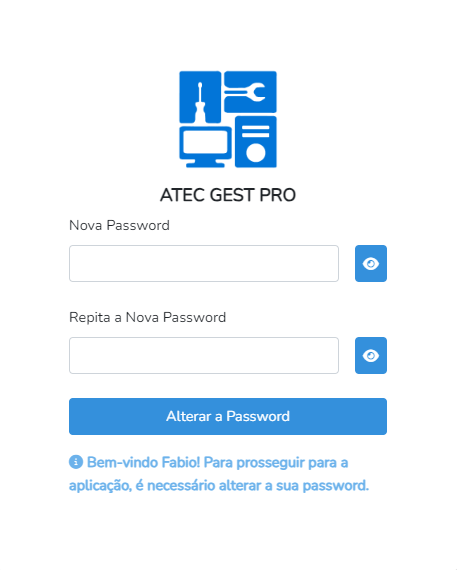 ATEC GEST PRO
Nova Password
Repita a Nova Password
Alterar a Password
Bem-vindo Fabio! Para prosseguir para a
aplicação, é necessário alterar a sua password.